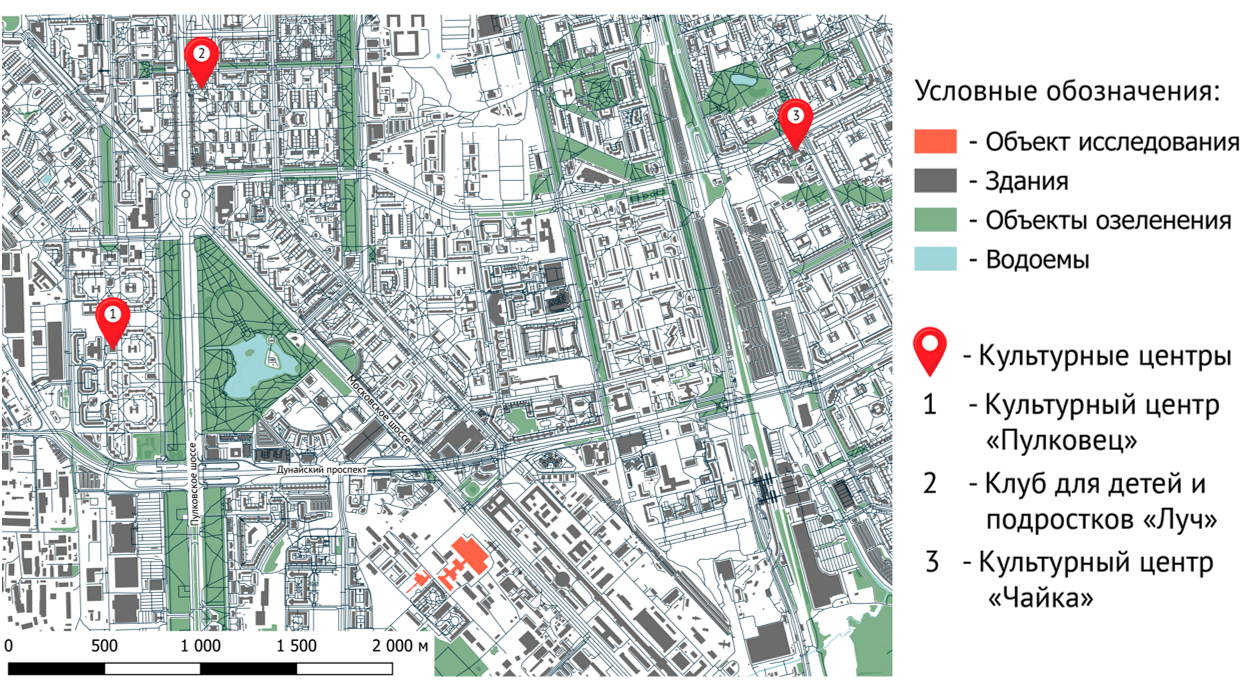 2
3
1
Московское шоссе
Дунайский проспект
Пулковское шоссе
0 500 1 000 1 500 2 000 м
Условные обозначения:
- Объект исследования
- Здания
- Объекты озеленения
- Водоемы
- Культурные центры
1 - Культурный центр
«Пулковец»
2 - Клуб для детей и
подростков «Луч»
3 - Культурный центр
«Чайка»